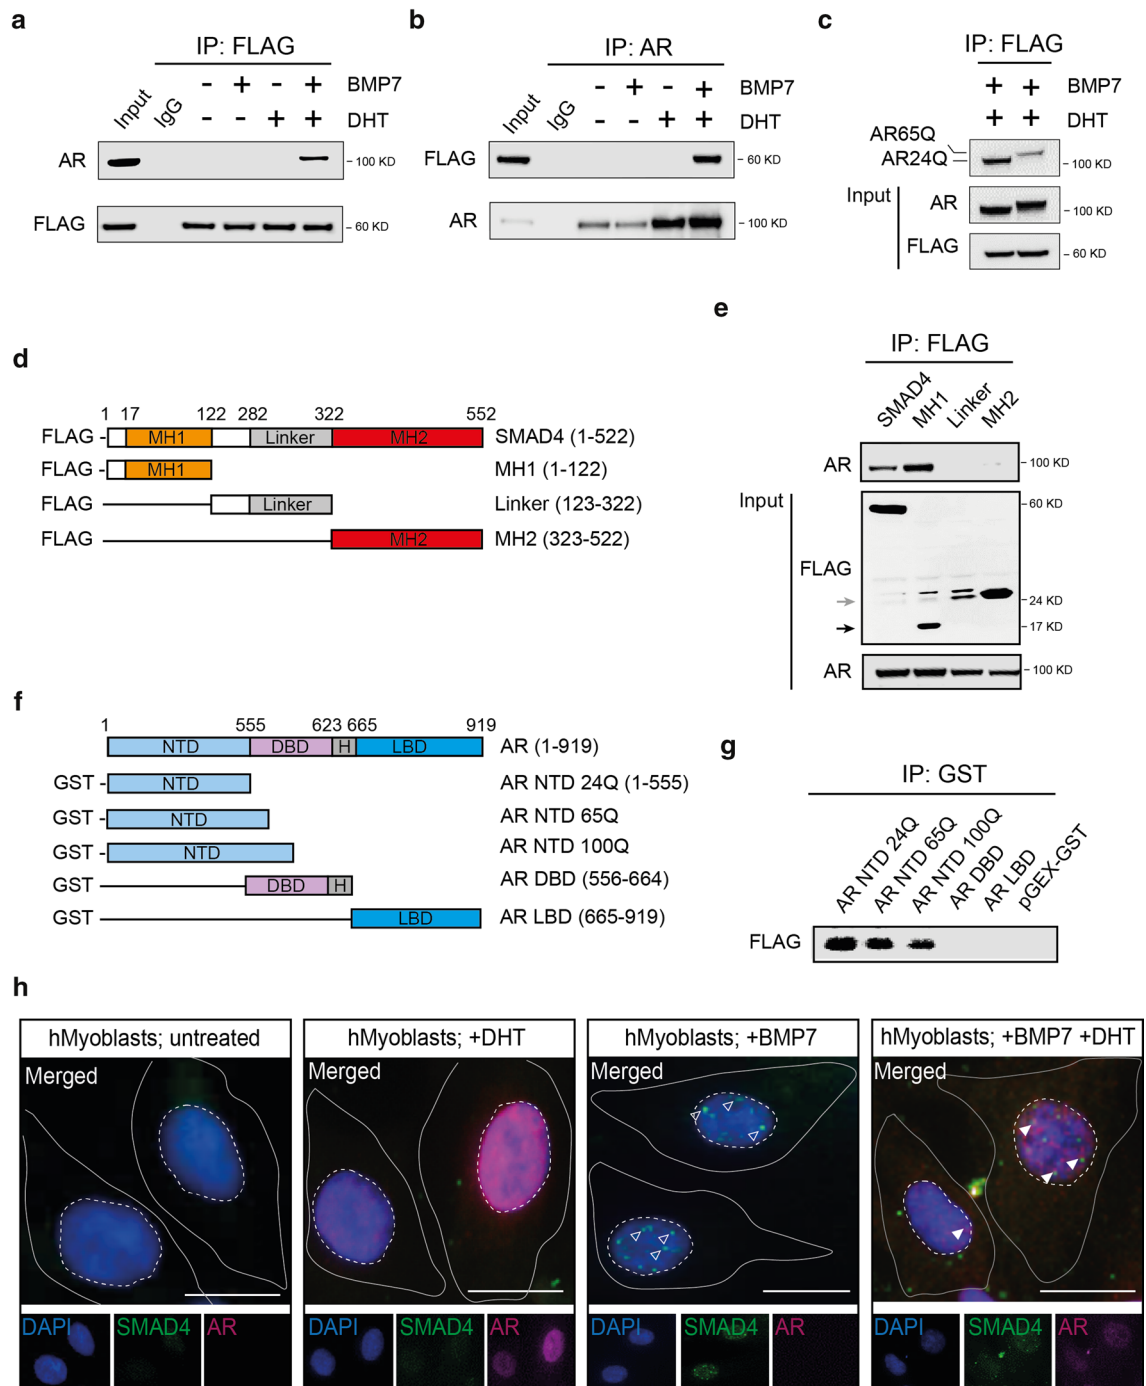 a
IP: FLAG
Input
IgG
- + - + BMP7
- - + + DHT
AR
– 100 KD
FLAG
– 60 KD
b
IP: AR
Input
IgG
- + - + BMP7
- - + + DHT
FLAG
– 60 KD
AR
– 100 KD
c
IP: FLAG
+ + BMP7
+ + DHT
AR65Q
AR24Q
– 100 KD
Input
AR
– 100 KD
FLAG
– 60 KD
d
1 17 122 282 322 552
FLAG - MH1 Linker MH2 SMAD4 (1-522)
FLAG - MH1 MH1 (1-122)
FLAG Linker Linker (123-322)
FLAG MH2 MH2 (323-522)
e
IP: FLAG
SMAD4
MH1
Linker
MH2
AR
– 100 KD
Input
– 60 KD
FLAG
– 24 KD
– 17 KD
AR
– 100 KD
f
1 555 623 665 919
NTD DBD H LBD AR (1-919)
GST - NTD AR NTD 24Q (1-555)
GST - NTD AR NTD 65Q
GST - NTD AR NTD 100Q
GST DBD H AR DBD (556-664)
GST LBD AR LBD (665-919)
g
IP: GST
AR NTD 24Q
AR NTD 65Q
AR NTD 100Q
AR DBD
AR LBD
pGEX-GST
FLAG
h
hMyoblasts; untreated
Merged
DAPI SMAD4 AR
hMyoblasts; +DHT
Merged
DAPI SMAD4 AR
hMyoblasts; +BMP7
Merged
DAPI SMAD4 AR
hMyoblasts; +BMP7 +DHT
Merged
DAPI SMAD4 AR